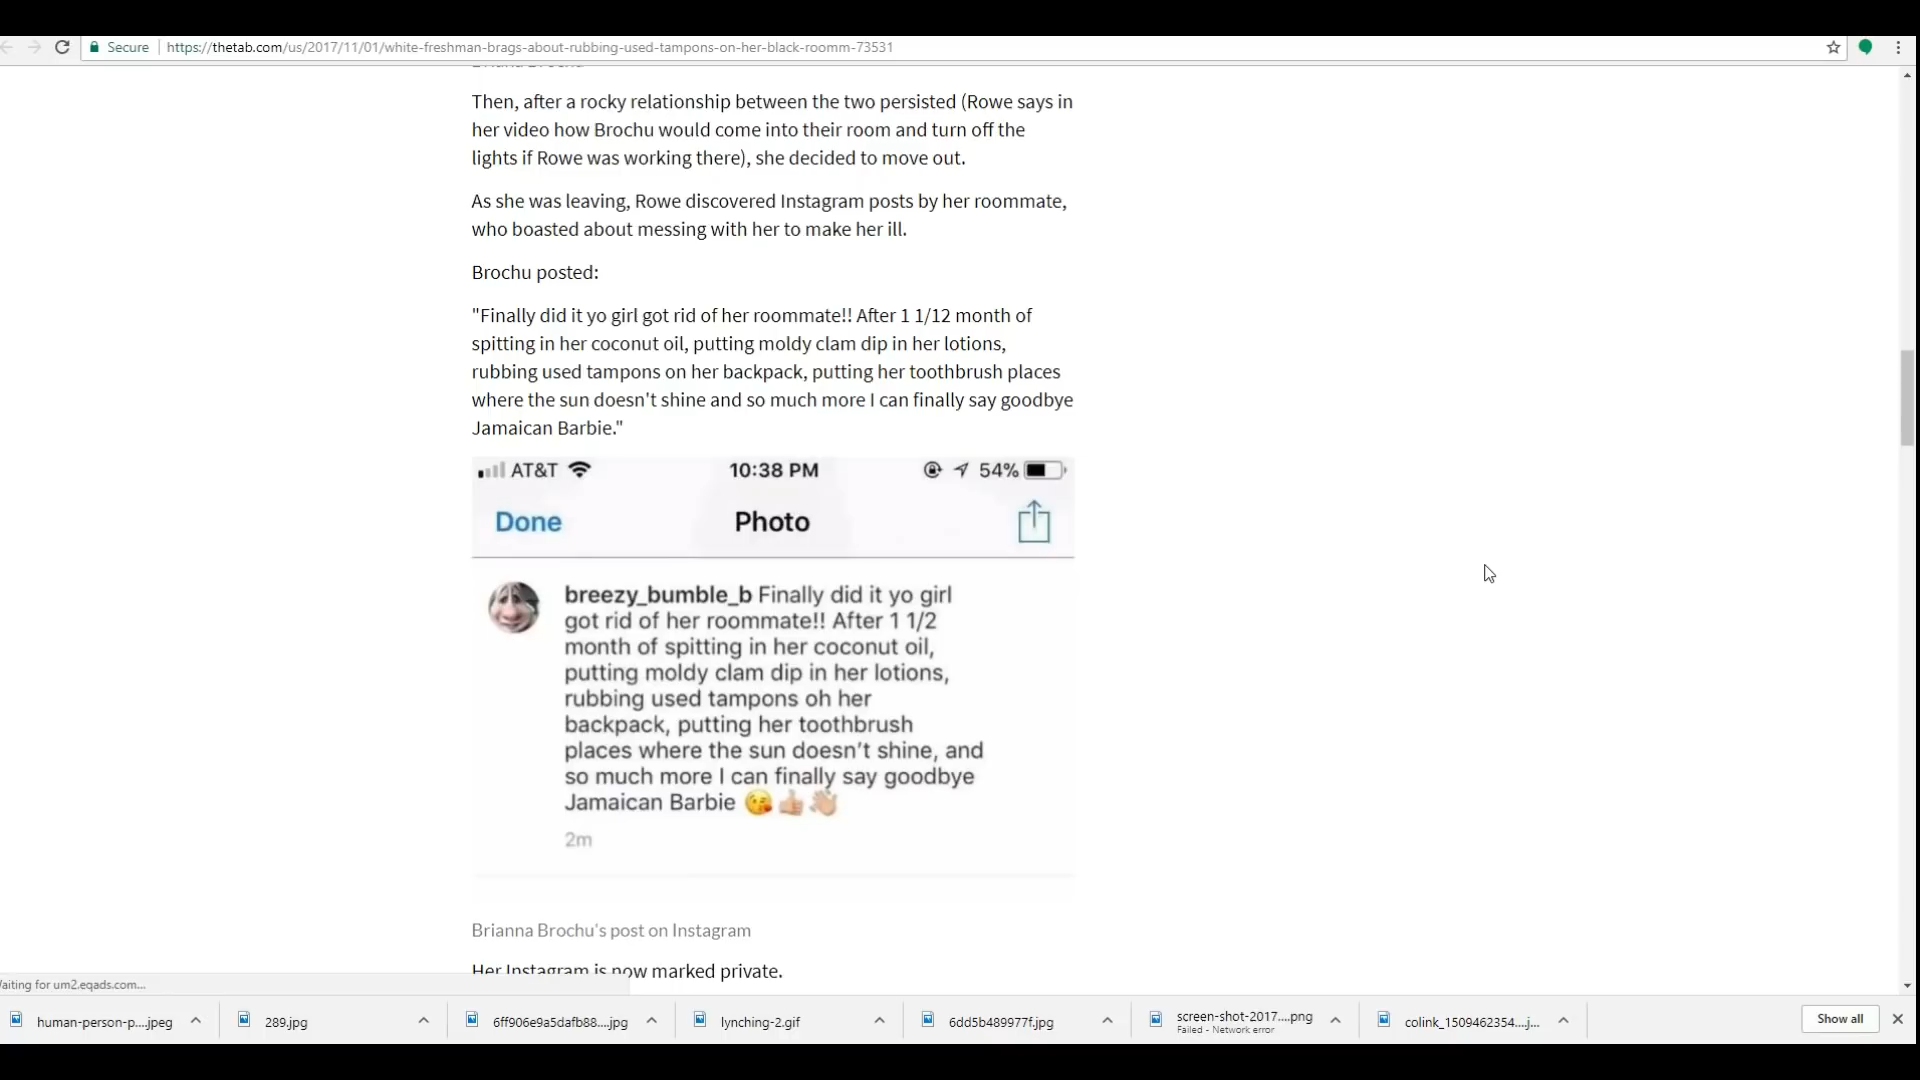 Secure
https://thetab.com/us/2017/11/01/white-freshman-brags-about-rubbing-used-tampons-on-her-black-roomm-73531
Then, after a rocky relationship between the two persisted (Rowe says in
her video how Brochu would come into their room and turn off the
lights if Rowe was working there), she decided to move out.
As she was leaving, Rowe discovered Instagram posts by her roommate,
who boasted about messing with her to make her ill.
Brochu posted:
"Finally did it yo girl got rid of her roommate!! After 1 1/12 month of
spitting in her coconut oil, putting moldy clam dip in her lotions,
rubbing used tampons on her backpack, putting her toothbrush places
where the sun doesn't shine and so much more I can finally say goodbye
Jamaican Barbie."
AT&T 10:38 PM 54%
Done Photo
breezy_bumble_b Finally did it yo girl
got rid of her roommate!! After 1 1/2
month of spitting in her coconut oil,
putting moldy clam dip in her lotions,
rubbing used tampons oh her
backpack, putting her toothbrush
places where the sun doesn't shine, and
so much more I can finally say goodbye
Jamaican Barbie 😘👍🏼👏🏼
2m
Brianna Brochu's post on Instagram
Her Instagram is now marked private.
aiting for um2.eqads.com...
human-person-p....jpeg
289.jpg
6ff906e9a5dafb88....jpg
lynching-2.gif
6dd5b489977f.jpg
screen-shot-2017....png
Failed - Network error
colink_1509462354....j...
Show all